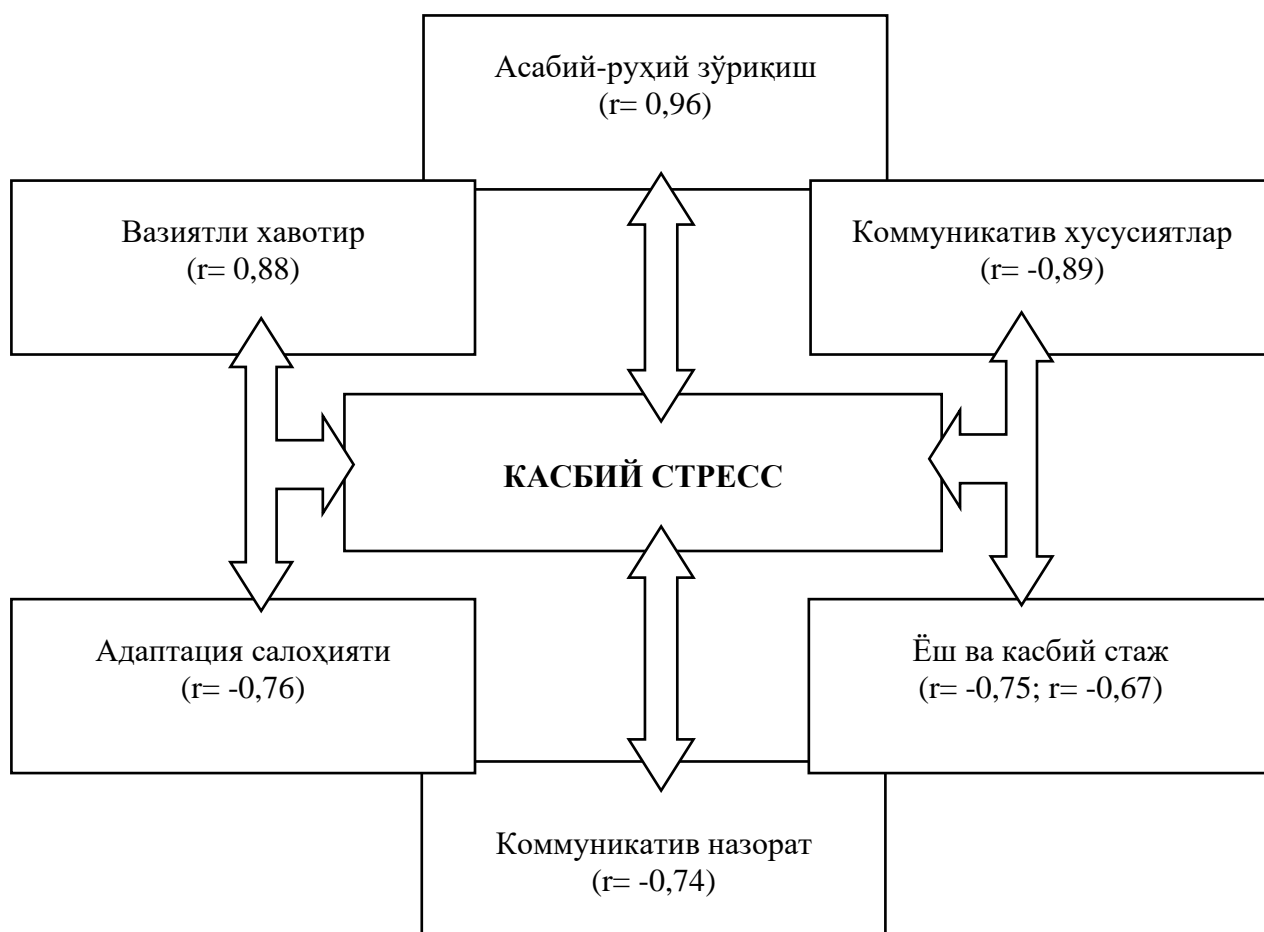 Асабий-руҳий зўриқиш
(r= 0,96)
Вазиятли хавотир
(r= 0,88)
Коммуникатив хусусиятлар
(r= -0,89)
КАСБИЙ СТРЕСС
Адаптация салоҳияти
(r= -0,76)
Ёш ва касбий стаж
(r= -0,75; r= -0,67)
Коммуникатив назорат
(r= -0,74)